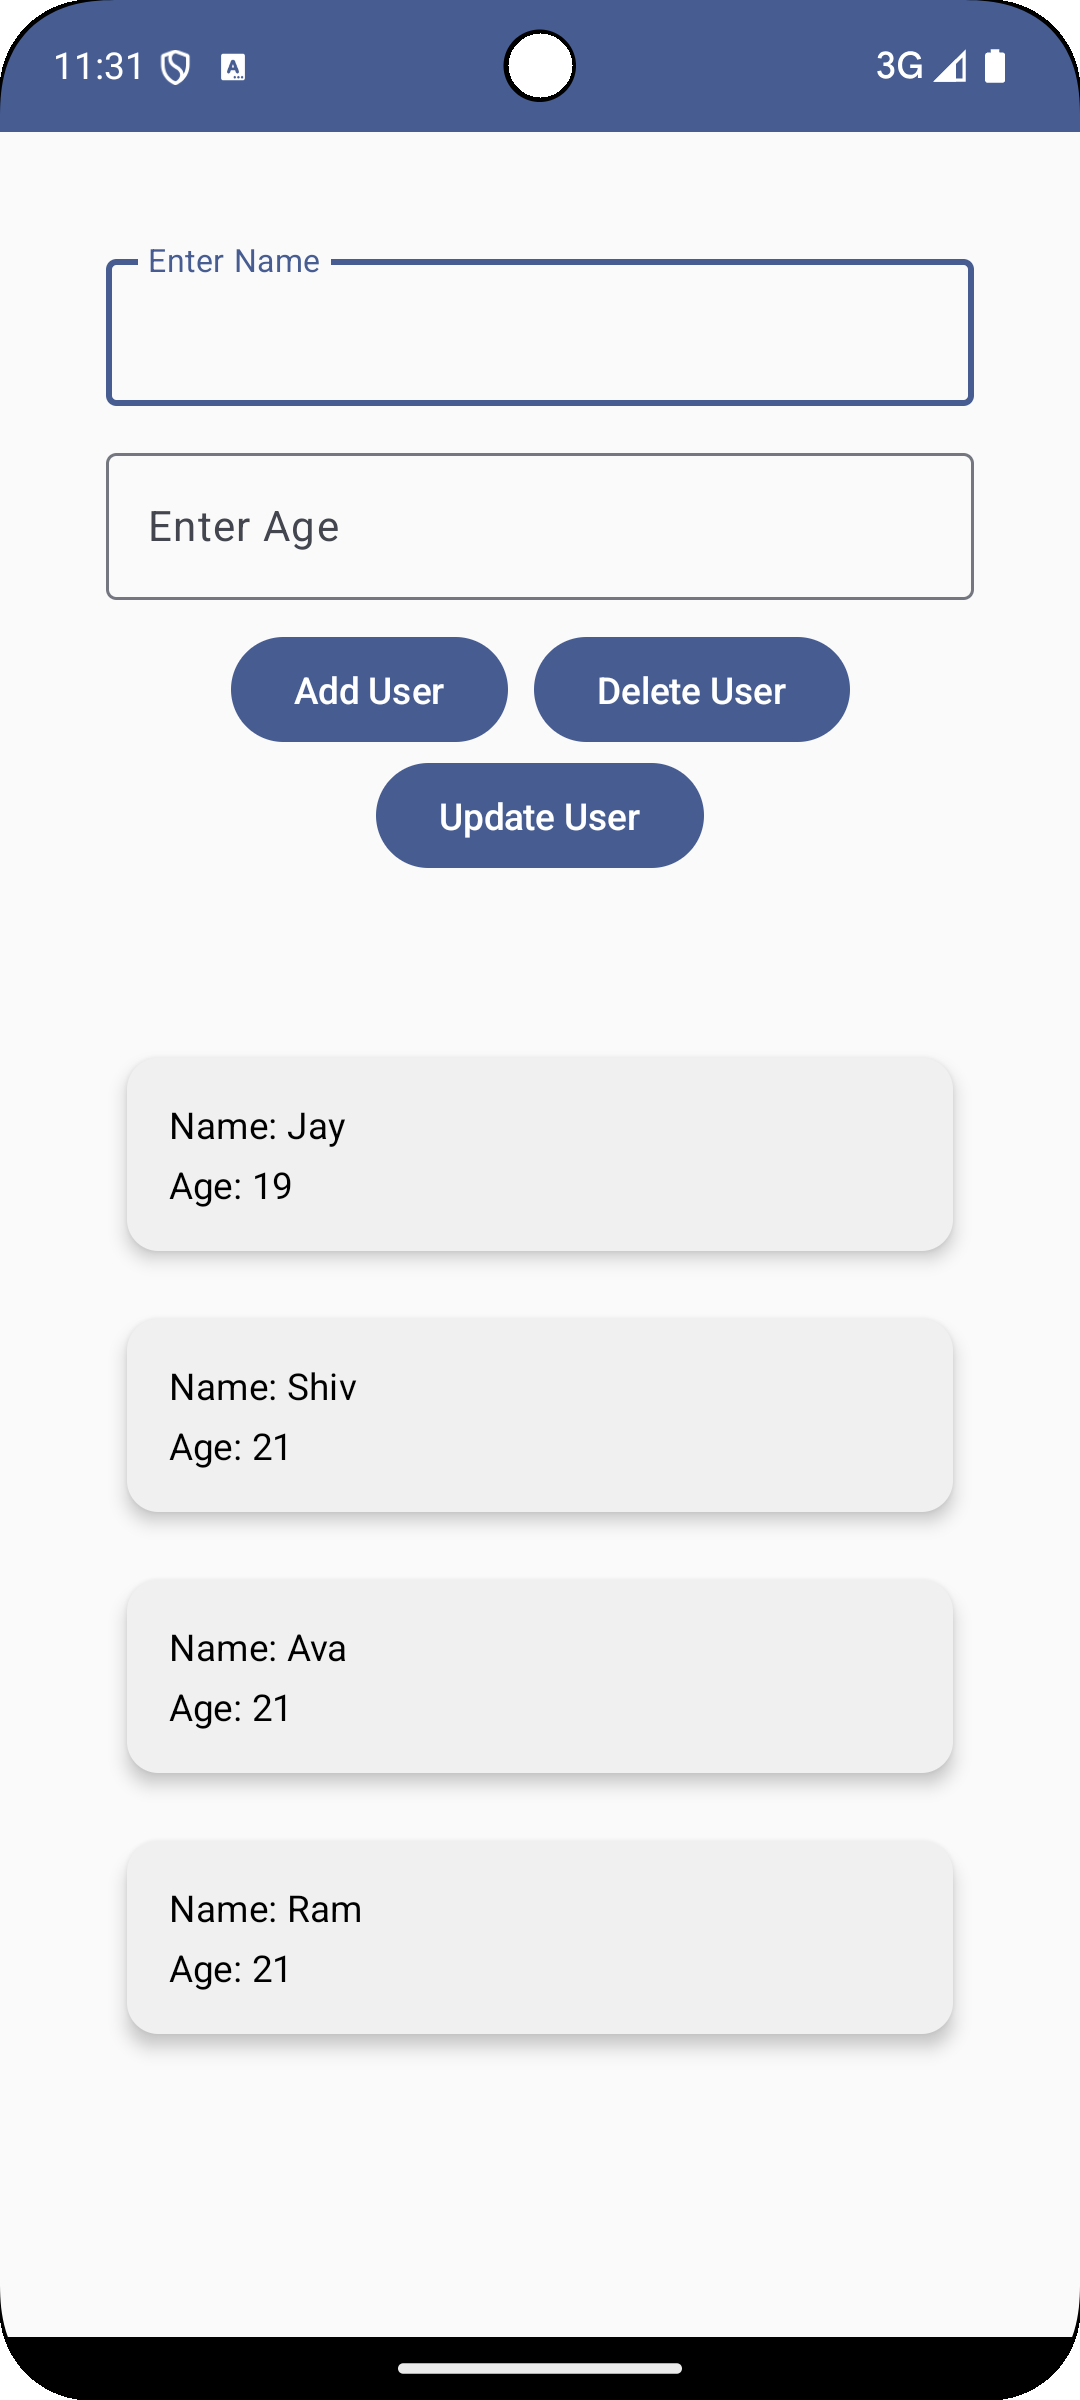 11:31
3G
Enter Name
Enter Age
Add User
Delete User
Update User
Name: Jay
Age: 19
Name: Shiv
Age: 21
Name: Ava
Age: 21
Name: Ram
Age: 21